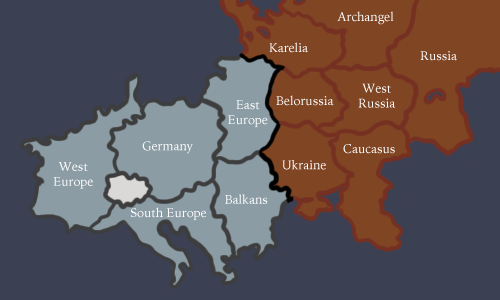 Archangel
Karelia
Russia
East
Europe
Belorussia
West
Russia
Germany
Caucasus
Ukraine
West
Europe
Balkans
South Europe